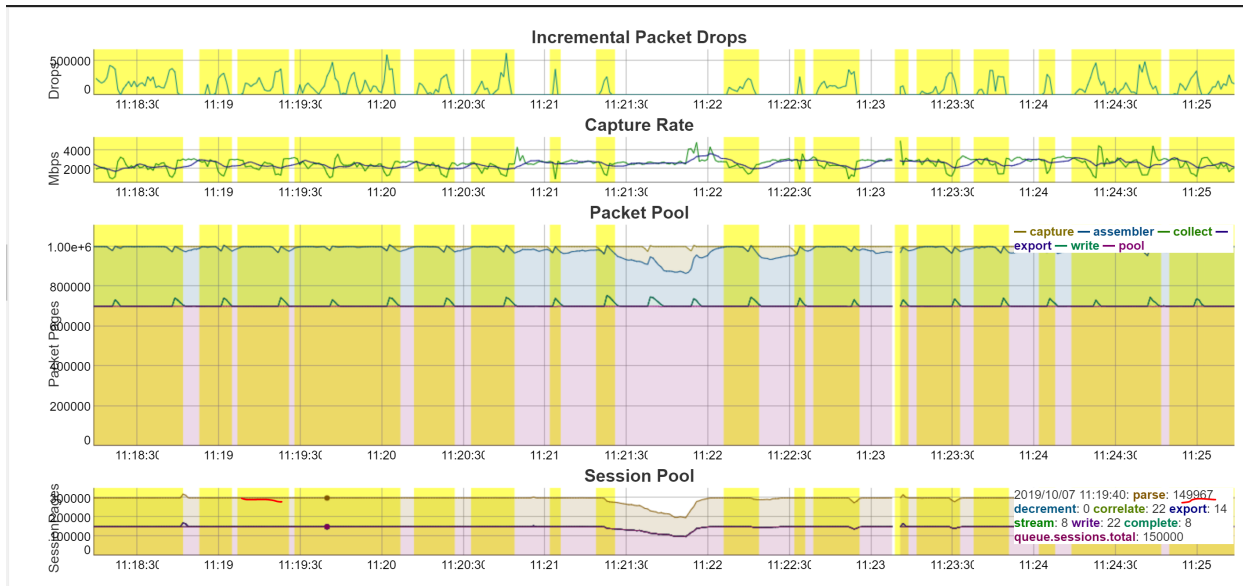 Incremental Packet Drops
Drops
500000
0
11:18:30 11:19 11:19:30 11:20 11:20:30 11:21 11:21:30 11:22 11:22:30 11:23 11:23:30 11:24 11:24:30 11:25
Capture Rate
Mbps
4000
2000
11:18:30 11:19 11:19:30 11:20 11:20:30 11:21 11:21:30 11:22 11:22:30 11:23 11:23:30 11:24 11:24:30 11:25
Packet Pool
Packet Pages
1.00e+6
800000
600000
400000
200000
0
— capture — assembler — collect —
export — write — pool
11:18:30 11:19 11:19:30 11:20 11:20:30 11:21 11:21:30 11:22 11:22:30 11:23 11:23:30 11:24 11:24:30 11:25
Session Pool
Session Pages
300000
200000
100000
0
2019/10/07 11:19:40: parse: 149967
decrement: 0 correlate: 22 export: 14
stream: 8 write: 22 complete: 8
queue.sessions.total: 150000
11:18:30 11:19 11:19:30 11:20 11:20:30 11:21 11:21:30 11:22 11:22:30 11:23 11:23:30 11:24 11:24:30 11:25